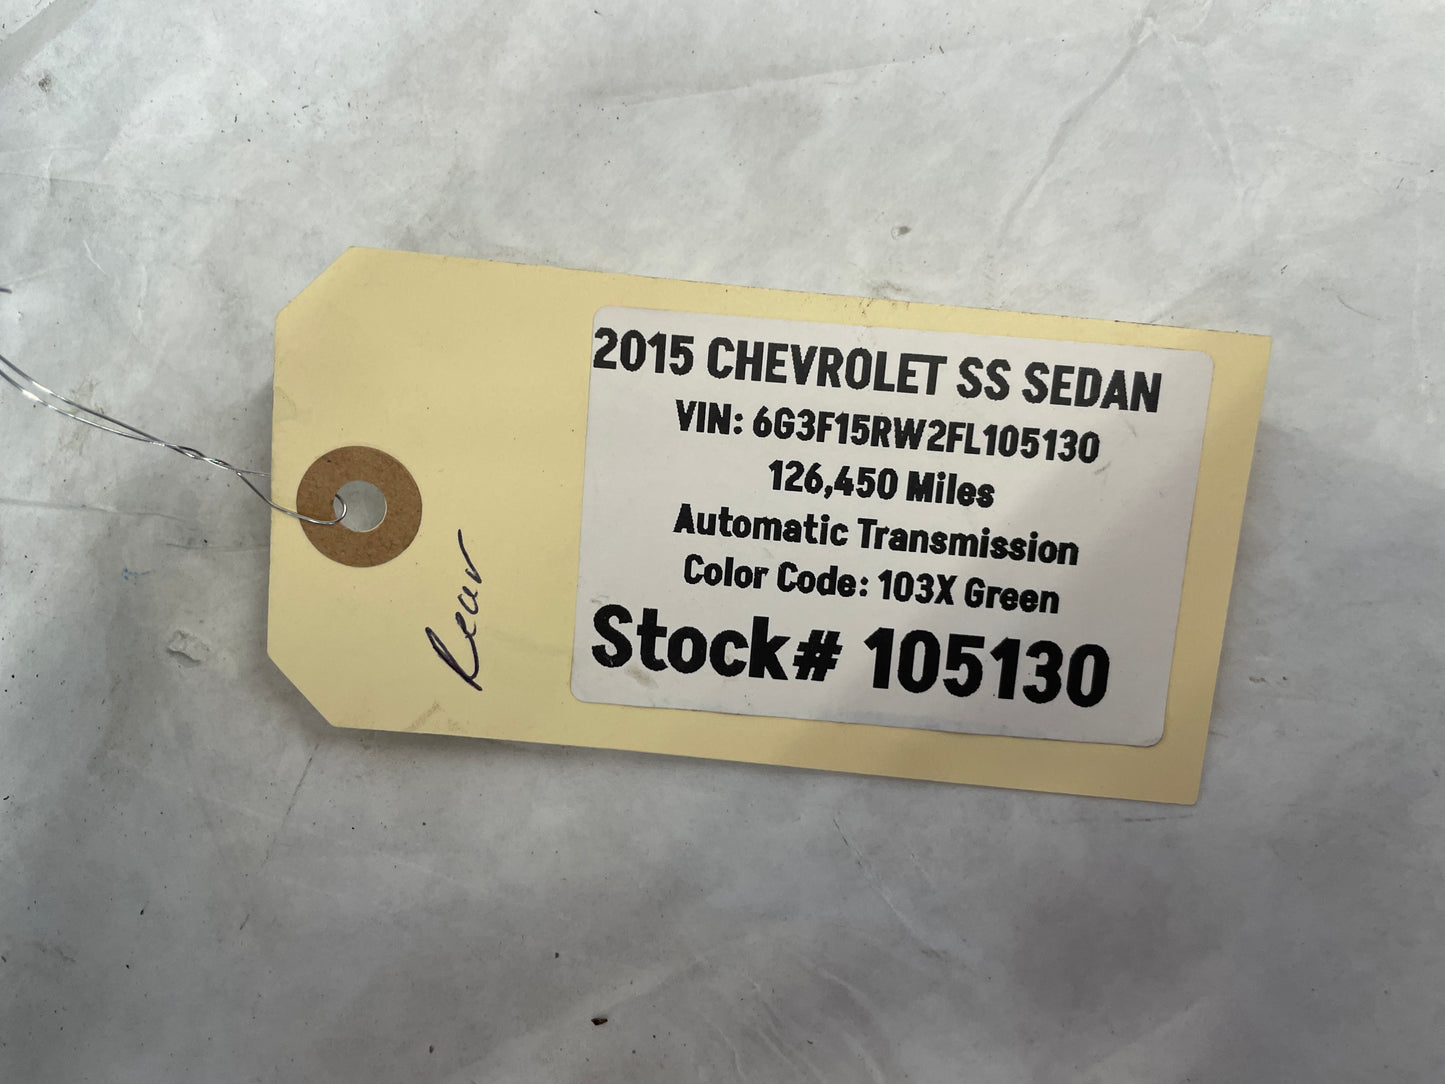 2015 CHEVROLET SS SEDAN
VIN: 6G3F15RW2FL105130
126,450 Miles
Automatic Transmission
Color Code: 103X Green
Stock# 105130
Rear